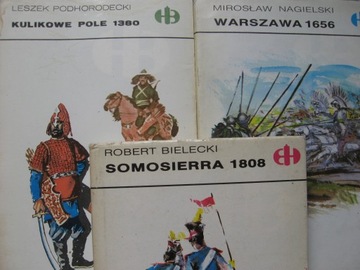 LESZEK PODHORODECKI
KULIKOWE POLE 1380
MIROSŁAW NAGIELSKI
WARSZAWA 1656
ROBERT BIELECKI
SOMOSIERRA 1808